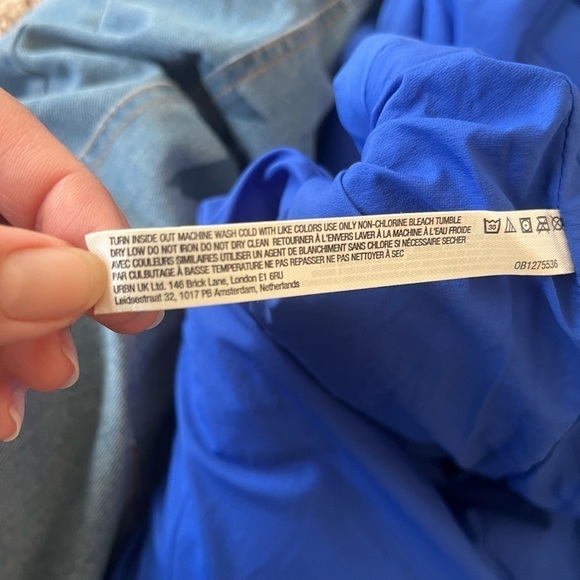 TURN INSIDE OUT MACHINE WASH COLD WITH LIKE COLORS USE ONLY NON-CHLORINE BLEACH TUMBLE
DRY LOW DO NOT IRON DO NOT DRY CLEAN RETOURNER À L'ENVERS LAVER À LA MACHINE À L'EAU FROIDE
AVEC COULEURS SIMILAIRES UTILISER UN AGENT DE BLANCHIMENT SANS CHLORE SI NÉCESSAIRE SECHER
PAR CULBUTAGE À BASSE TEMPERATURE NE PAS REPASSER NE PAS NETTOYER À SEC
URBN UK Ltd. 146 Brick Lane, London E1 6RU
Leidsestraat 32, 1017 PB Amsterdam, Netherlands
30
OB1275536